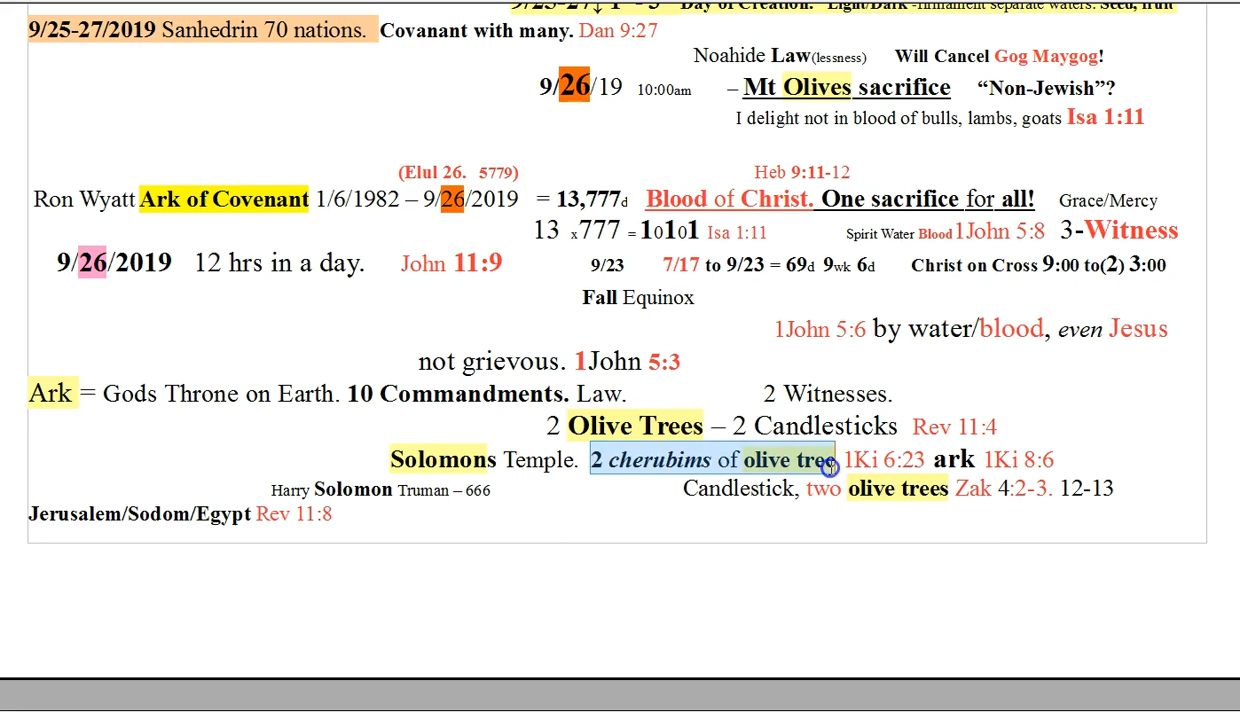 9/25-27/2019 Sanhedrin 70 nations. Covanant with many. Dan 9:27
Noahide Law(lessness) Will Cancel Gog Maygog!
9/26/19 10:00am – Mt Olives sacrifice “Non-Jewish”?
I delight not in blood of bulls, lambs, goats Isa 1:11
(Elul 26. 5779) Heb 9:11-12
Ron Wyatt Ark of Covenant 1/6/1982 – 9/26/2019 = 13,777d Blood of Christ. One sacrifice for all! Grace/Mercy
13 x777 = 10101 Isa 1:11 Spirit Water Blood 1John 5:8 3-Witness
9/26/2019 12 hrs in a day. John 11:9 9/23 7/17 to 9/23 = 69d 9wk 6d Christ on Cross 9:00 to(2) 3:00
Fall Equinox
1John 5:6 by water/blood, even Jesus
not grievous. 1John 5:3
Ark = Gods Throne on Earth. 10 Commandments. Law. 2 Witnesses.
2 Olive Trees – 2 Candlesticks Rev 11:4
Solomons Temple. 2 cherubims of olive tree 1Ki 6:23 ark 1Ki 8:6
Harry Solomon Truman – 666 Candlestick, two olive trees Zak 4:2-3. 12-13
Jerusalem/Sodom/Egypt Rev 11:8